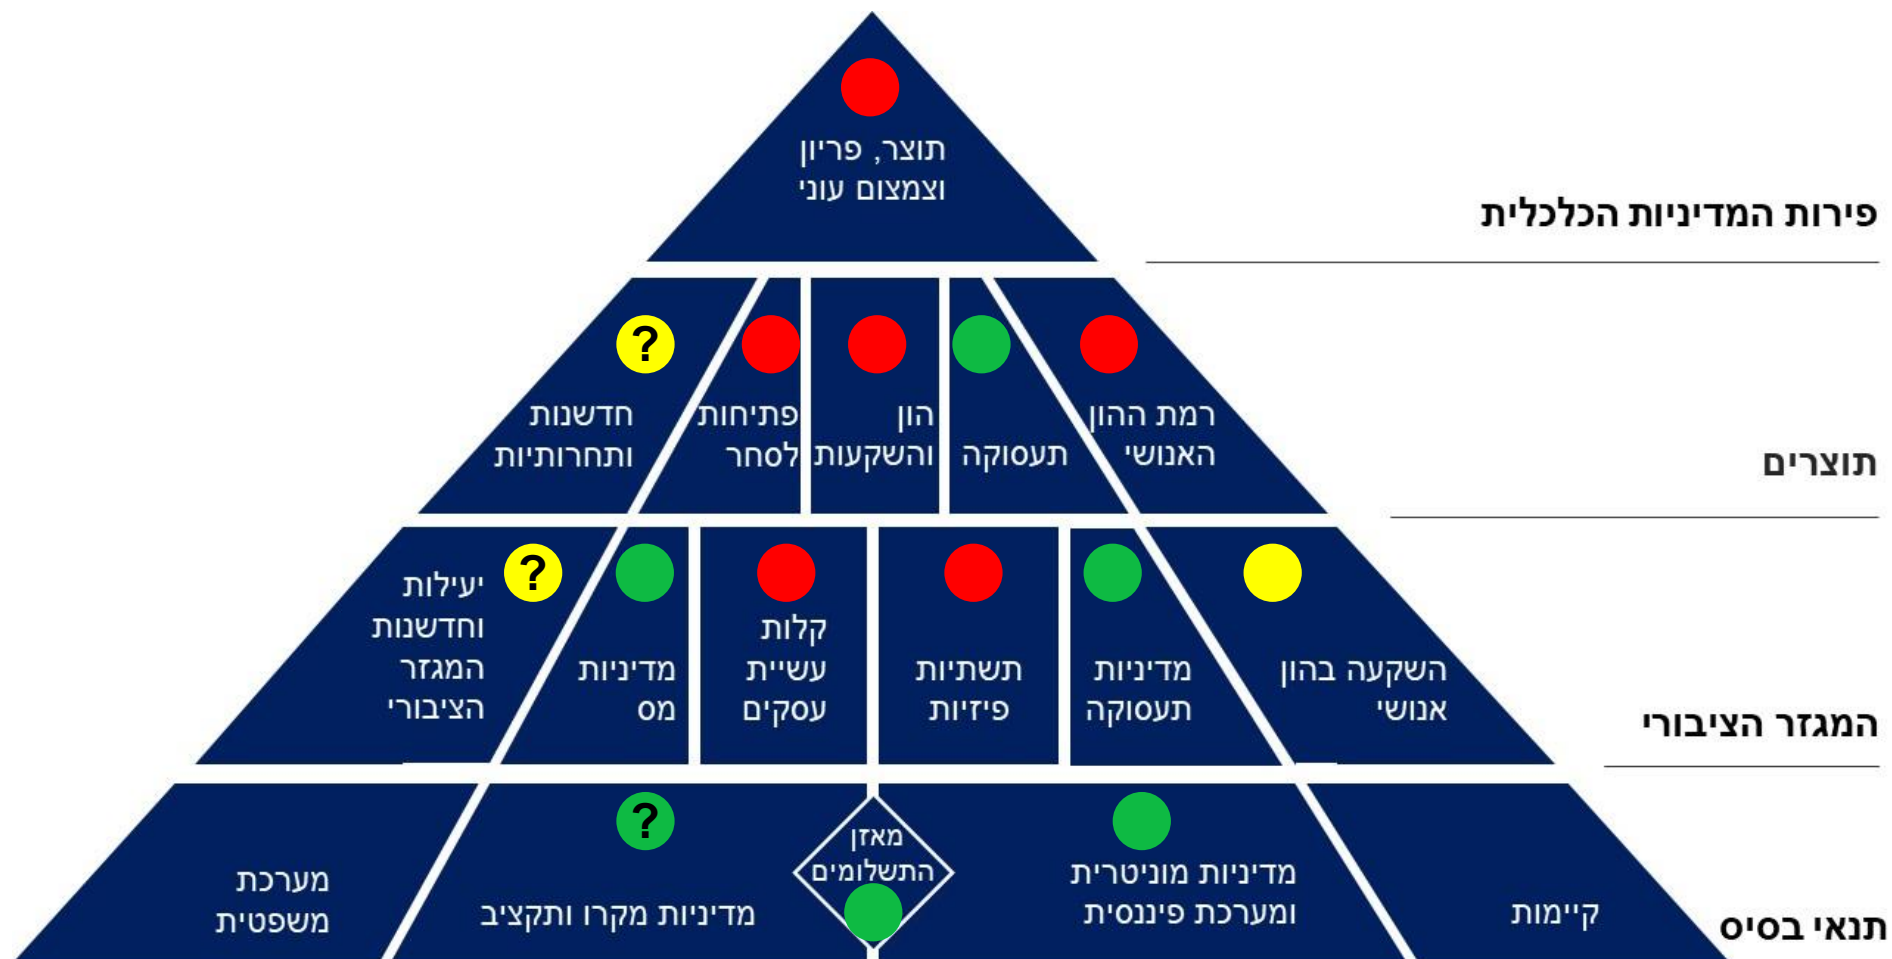 תוצר, פריון
וצמצום עוני
פירות המדיניות הכלכלית
רמת ההון
האנושי
תעסוקה
הון
והשקעות
פתיחות
לסחר
?
חדשנות
ותחרותיות
תוצרים
השקעה בהון
אנושי
מדיניות
תעסוקה
תשתיות
פיזיות
קלות
עשיית
עסקים
מדיניות
מס
?
יעילות
וחדשנות
המגזר
הציבורי
המגזר הציבורי
קיימות
מדיניות מוניטרית
ומערכת פיננסית
מאזן
התשלומים
?
מדיניות מקרו ותקציב
מערכת
משפטית
תנאי בסיס